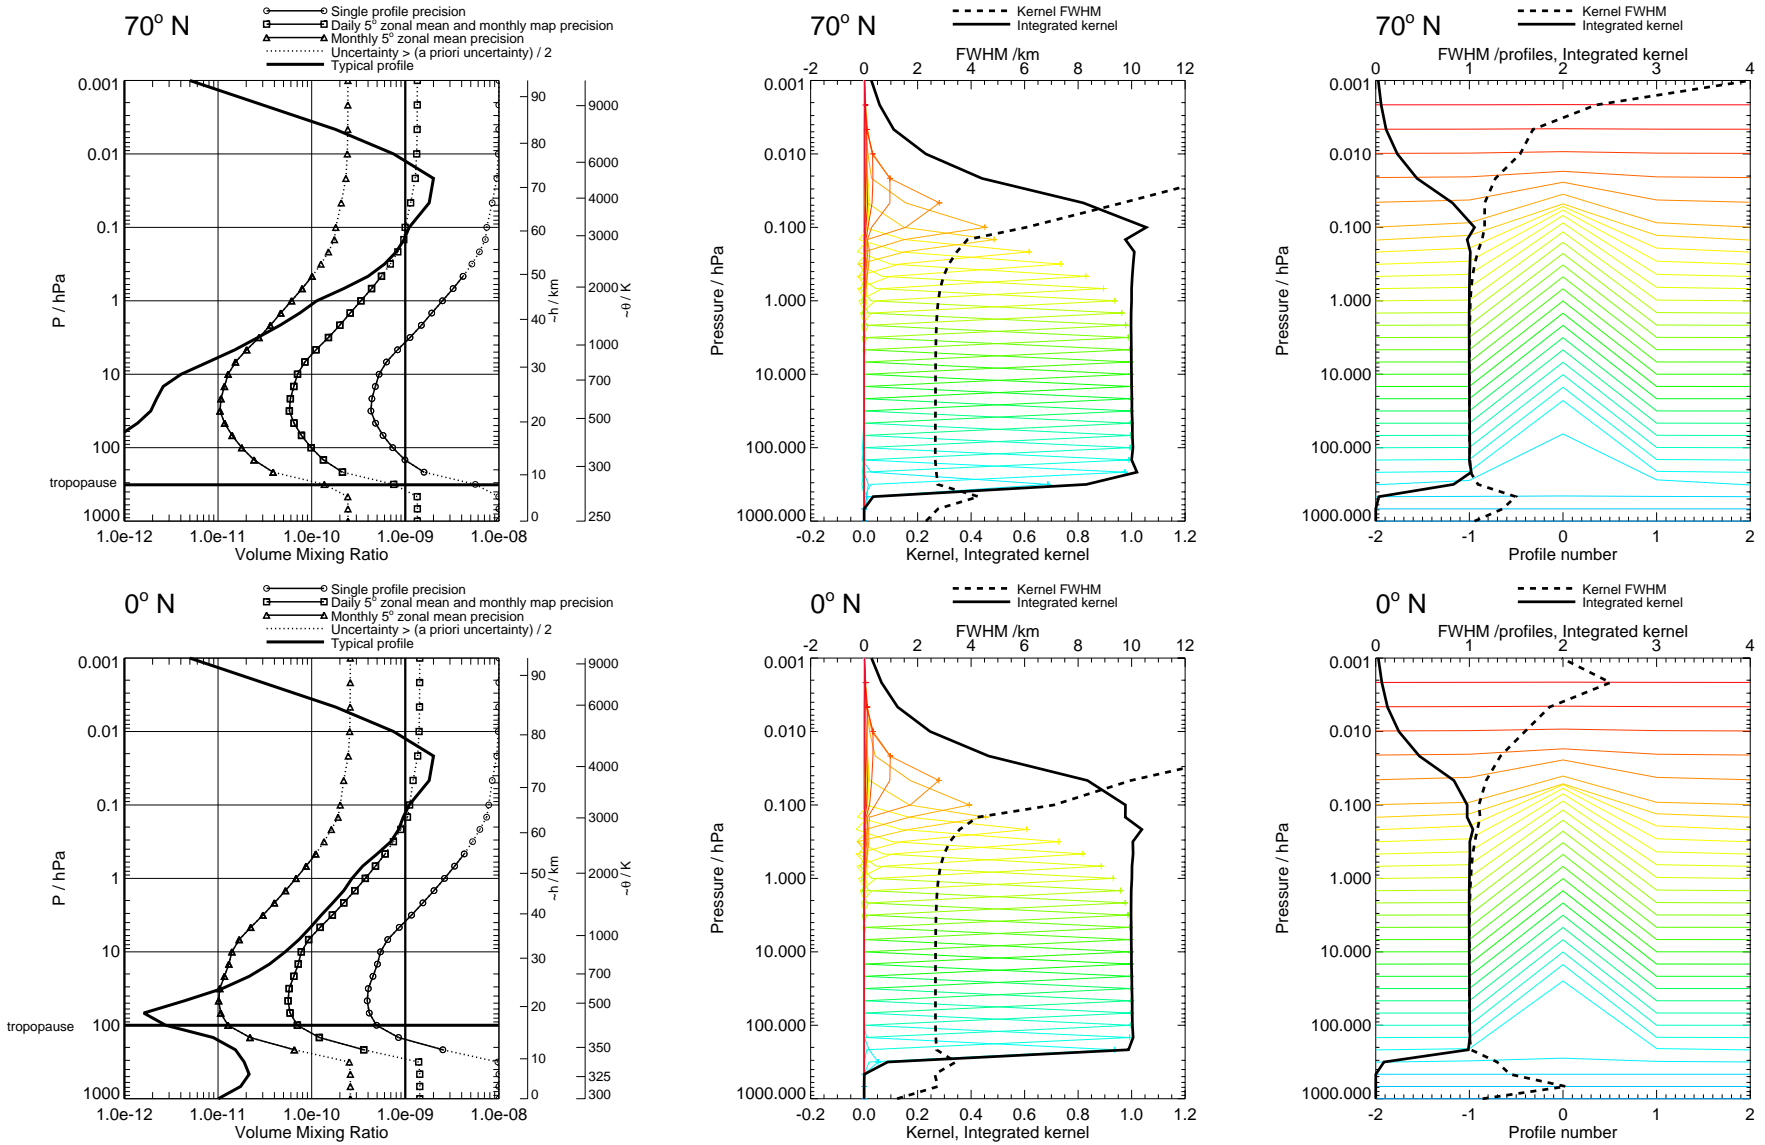 70° N
Single profile precision
Daily 5° zonal mean and monthly map precision
Monthly 5° zonal mean precision
Uncertainty > (a priori uncertainty) / 2
Typical profile
P / hPa
0.001
0.01
0.1
1
10
100
tropopause
1000
1.0e-12 1.0e-11 1.0e-10 1.0e-09 1.0e-08
Volume Mixing Ratio
90
80
70
60
50
40
30
20
10
0
~h / km
9000
6000
5000
4000
3000
2000
1000
700
500
300
250
~θ / K
70° N
Kernel FWHM
Integrated kernel
FWHM /km
-2 0 2 4 6 8 10 12
Pressure / hPa
0.001
0.010
0.100
1.000
10.000
100.000
1000.000
-0.2 0.0 0.2 0.4 0.6 0.8 1.0 1.2
Kernel, Integrated kernel
70° N
Kernel FWHM
Integrated kernel
FWHM /profiles, Integrated kernel
0 1 2 3 4
Pressure / hPa
0.001
0.010
0.100
1.000
10.000
100.000
1000.000
-2 -1 0 1 2
Profile number
0° N
Single profile precision
Daily 5° zonal mean and monthly map precision
Monthly 5° zonal mean precision
Uncertainty > (a priori uncertainty) / 2
Typical profile
P / hPa
0.001
0.01
0.1
1
10
tropopause 100
1000
1.0e-12 1.0e-11 1.0e-10 1.0e-09 1.0e-08
Volume Mixing Ratio
90
80
70
60
50
40
30
20
10
0
~h / km
9000
6000
4000
3000
2000
1000
700
500
350
325
300
~θ / K
0° N
Kernel FWHM
Integrated kernel
FWHM /km
-2 0 2 4 6 8 10 12
Pressure / hPa
0.001
0.010
0.100
1.000
10.000
100.000
1000.000
-0.2 0.0 0.2 0.4 0.6 0.8 1.0 1.2
Kernel, Integrated kernel
0° N
Kernel FWHM
Integrated kernel
FWHM /profiles, Integrated kernel
0 1 2 3 4
Pressure / hPa
0.001
0.010
0.100
1.000
10.000
100.000
1000.000
-2 -1 0 1 2
Profile number